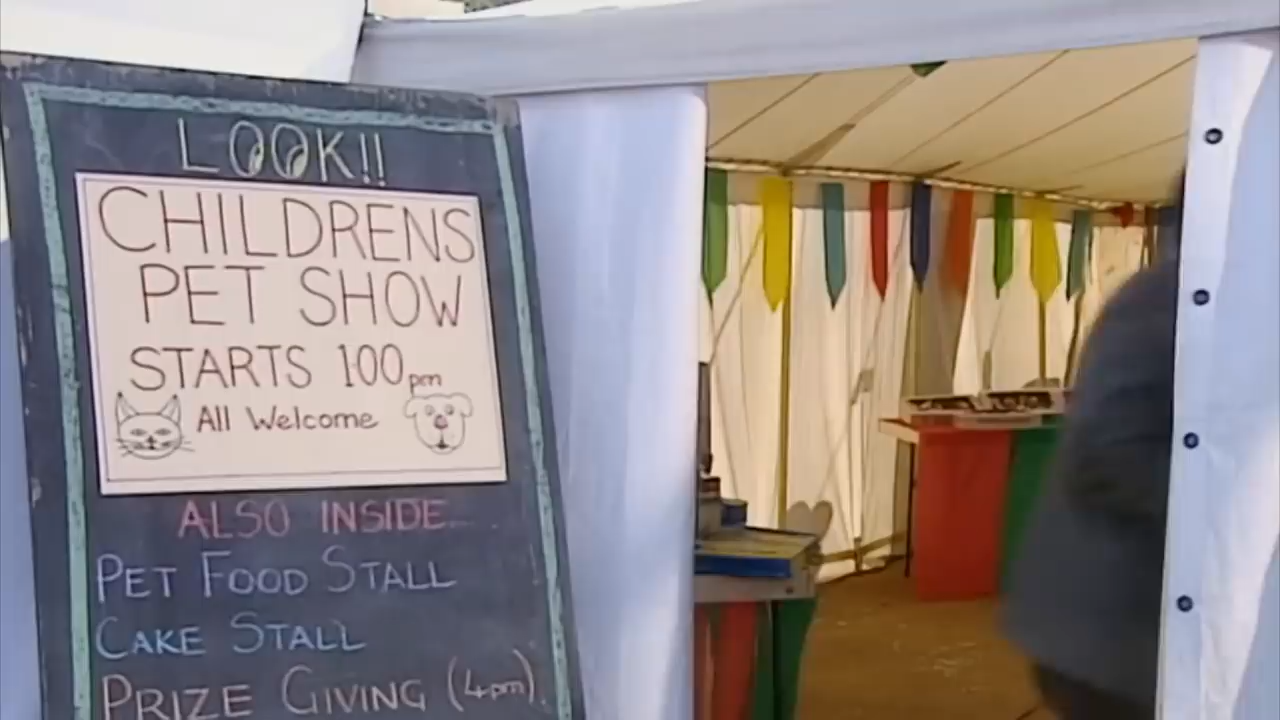 LOOK!!
CHILDRENS
PET SHOW
STARTS 1·00 pm
All Welcome
ALSO INSIDE
PET FOOD STALL
CAKE STALL
PRIZE GIVING (4pm)